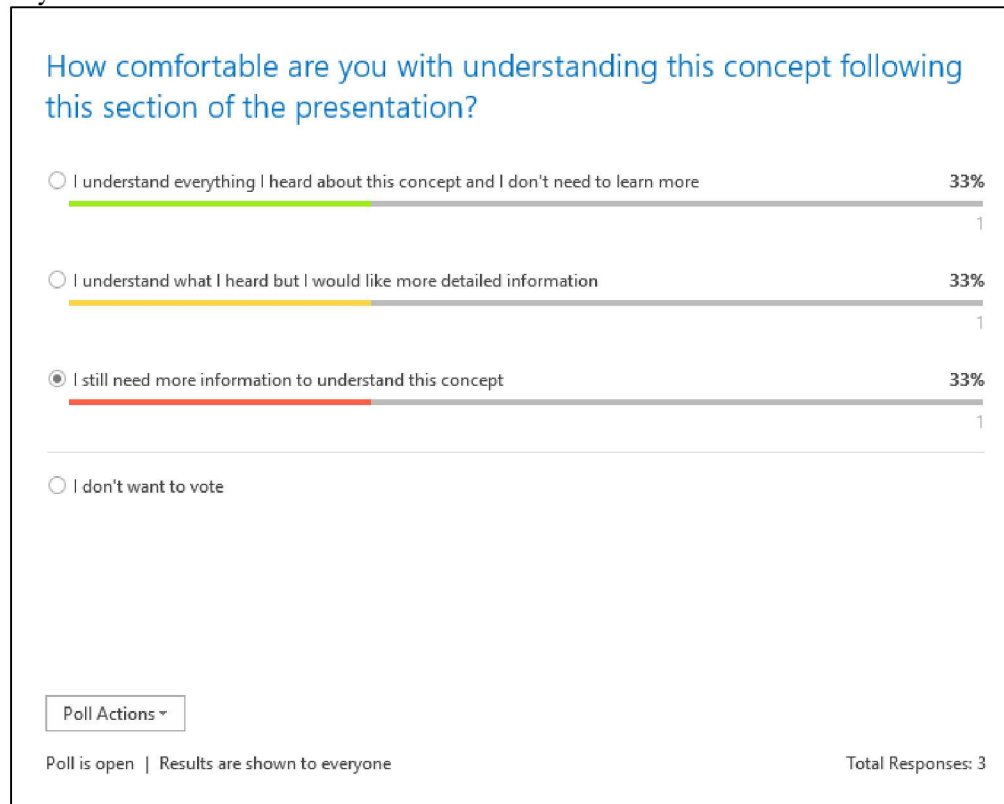 How comfortable are you with understanding this concept following
this section of the presentation?
I understand everything I heard about this concept and I don't need to learn more 33%
1
I understand what I heard but I would like more detailed information 33%
1
I still need more information to understand this concept 33%
1
I don't want to vote
Poll Actions
Poll is open | Results are shown to everyone Total Responses: 3